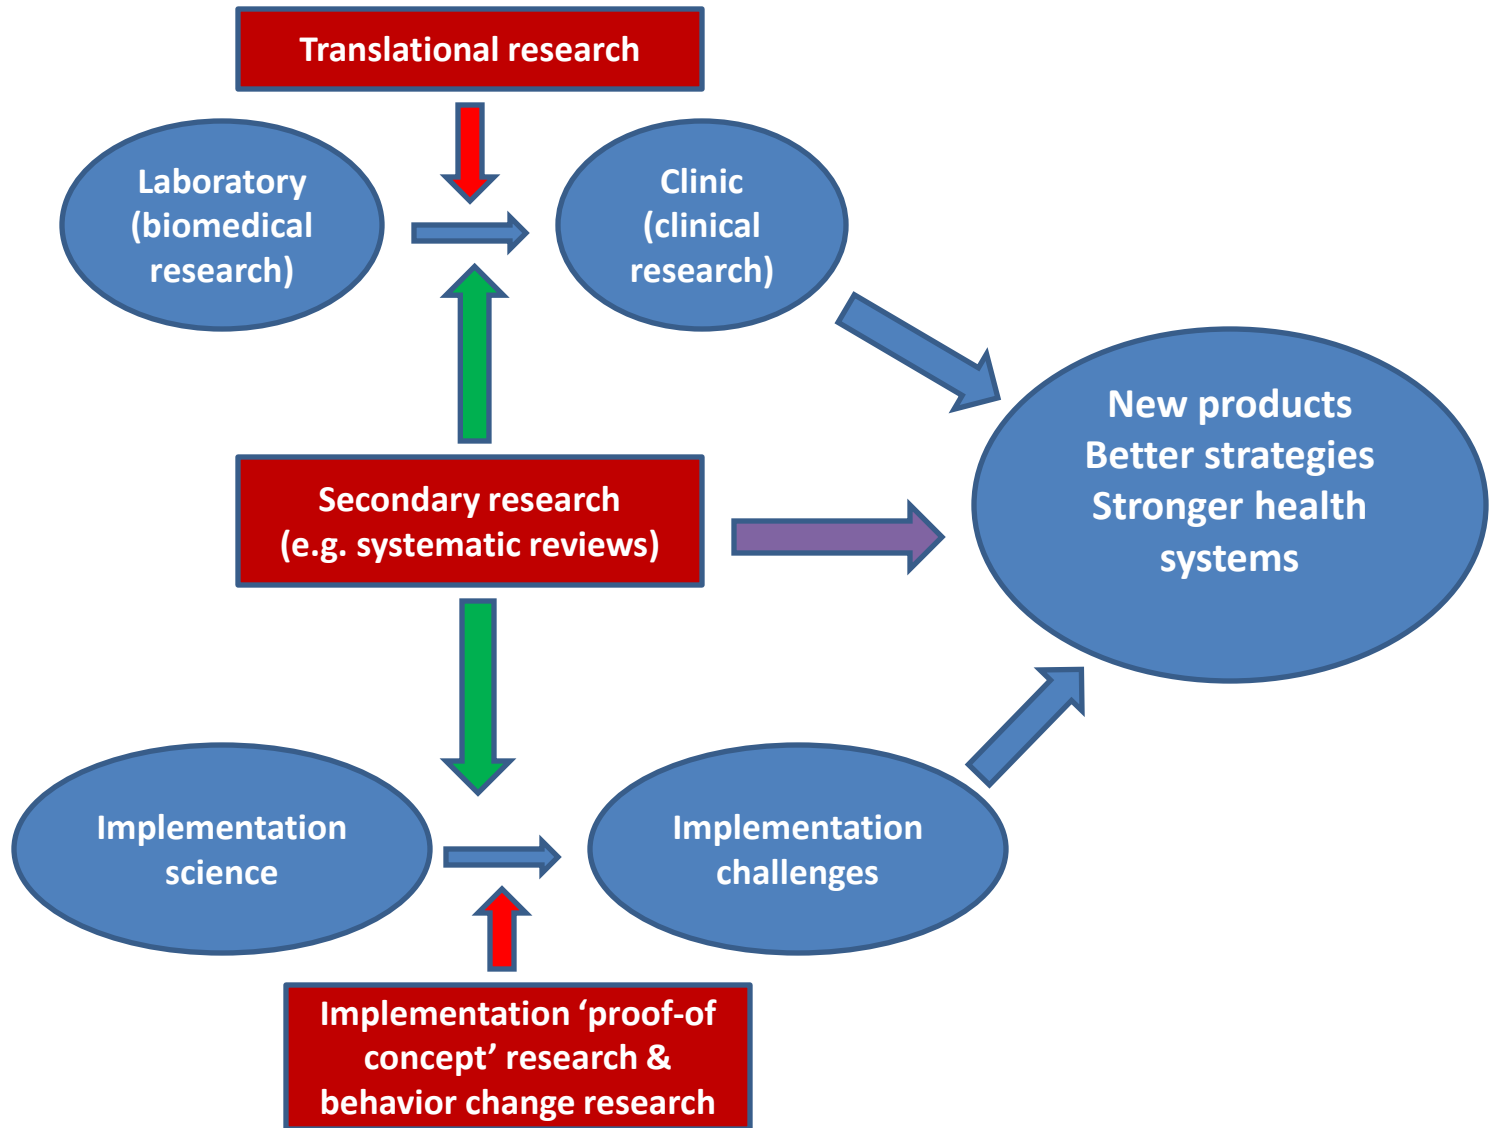 Translational research
Laboratory
(biomedical
research)
Clinic
(clinical
research)
New products
Better strategies
Stronger health
systems
Secondary research
(e.g. systematic reviews)
Implementation
science
Implementation
challenges
Implementation ‘proof-of
concept’ research &
behavior change research